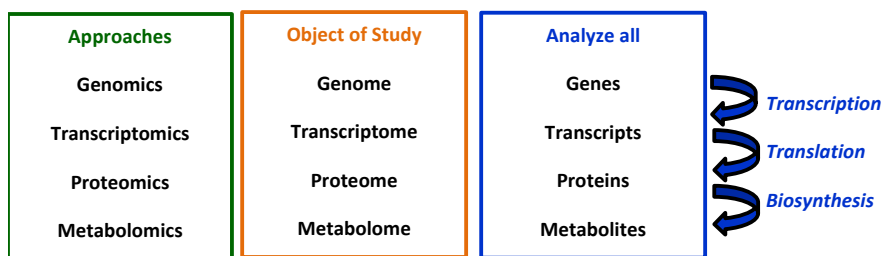 Approaches
Genomics
Transcriptomics
Proteomics
Metabolomics
Object of Study
Genome
Transcriptome
Proteome
Metabolome
Analyze all
Genes
Transcripts
Proteins
Metabolites
Transcription
Translation
Biosynthesis